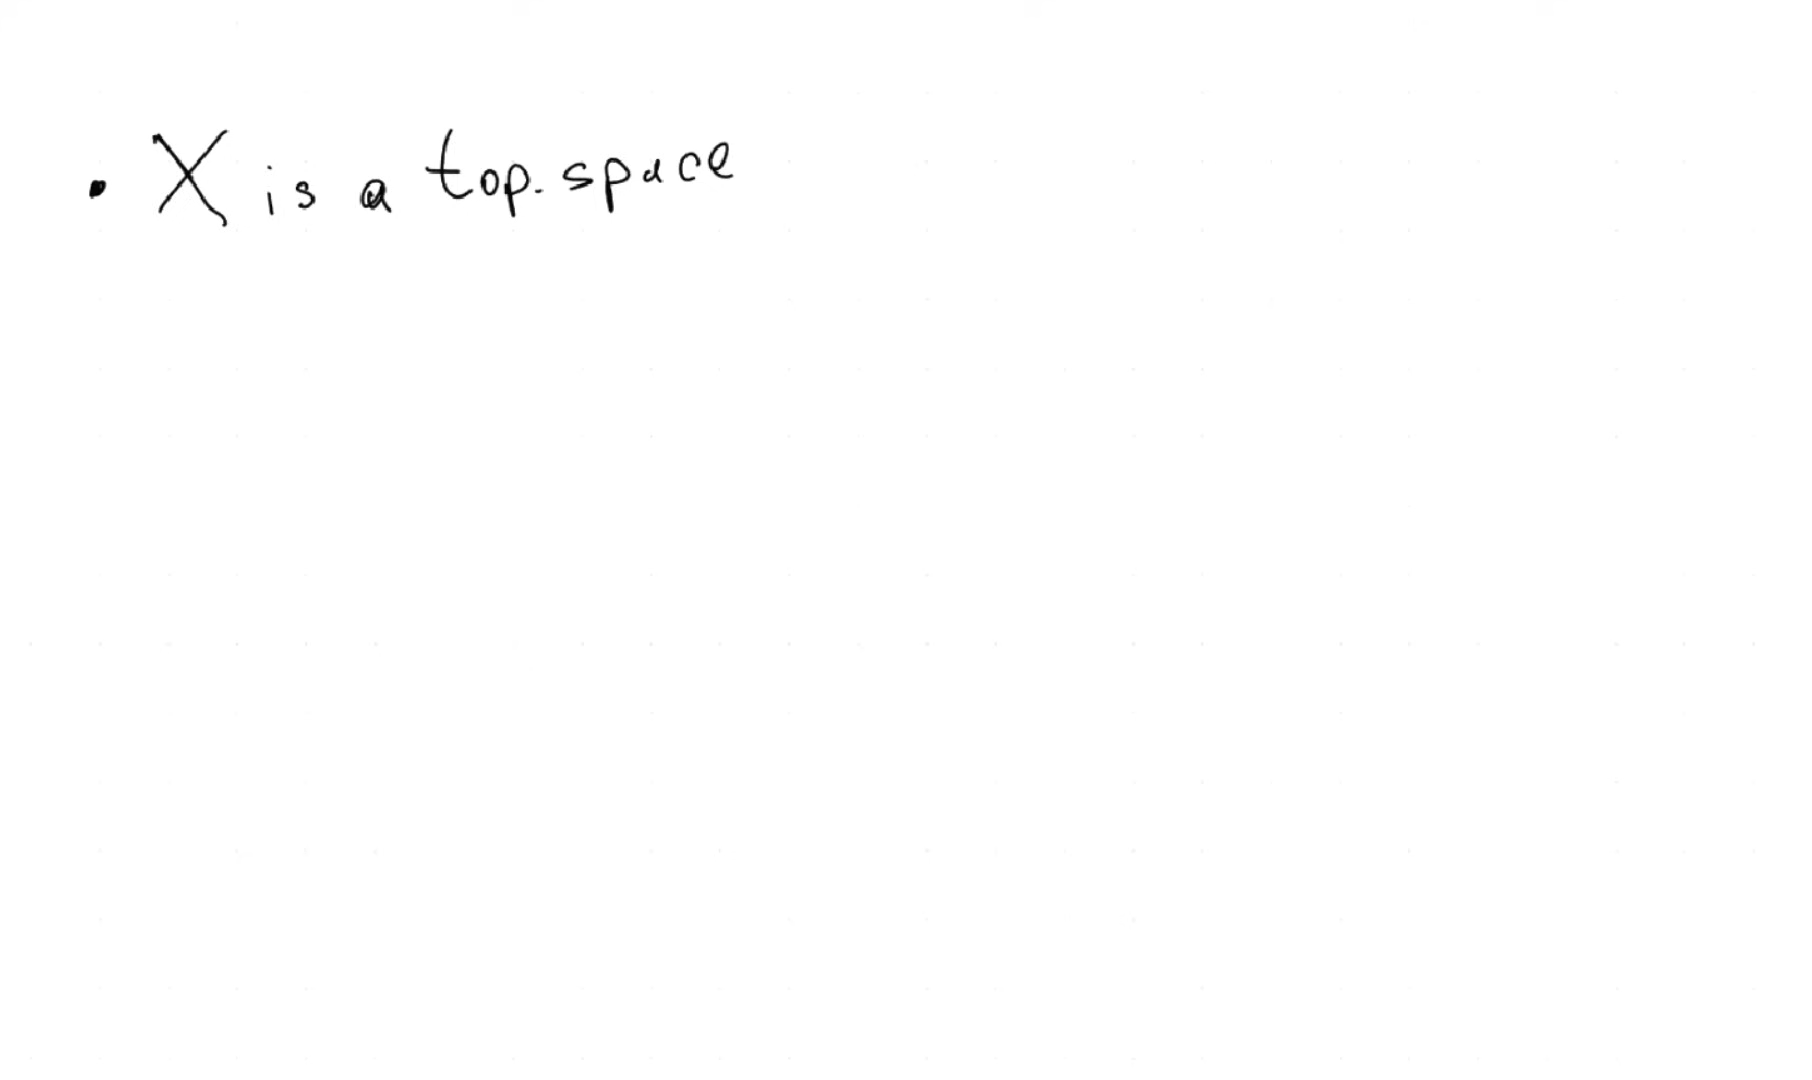 • X is a top. space